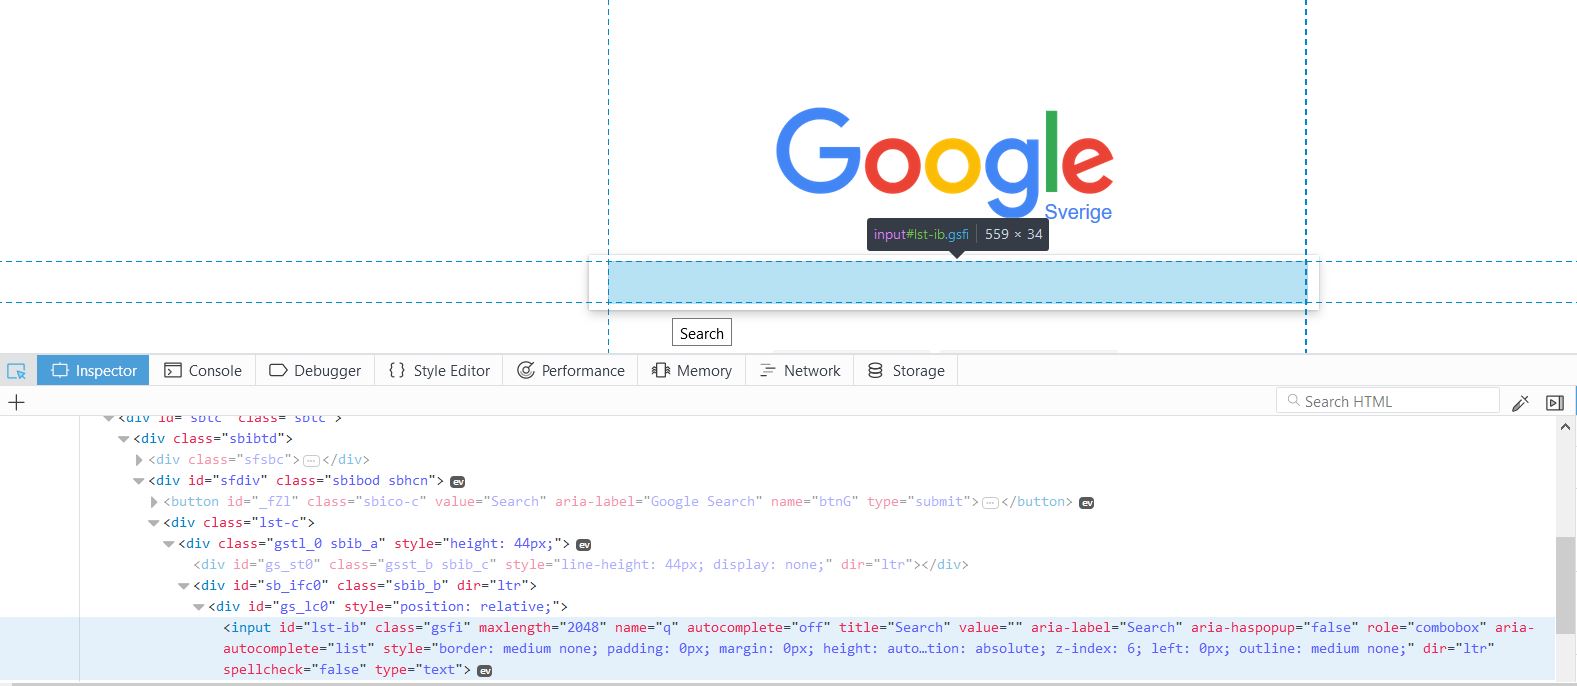 Google
Sverige
input#lst-ib.gsfi 559 × 34
Search
Inspector Console Debugger { } Style Editor Performance Memory Network Storage
+ Search HTML
<div id="sbtc" class="sbtc">
<div class="sbibtd">
<div class="sfsbc"></div>
<div id="sfdiv" class="sbibod sbhcn"> ev
<button id="_fZl" class="sbico-c" value="Search" aria-label="Google Search" name="btnG" type="submit"></button> ev
<div class="lst-c">
<div class="gstl_0 sbib_a" style="height: 44px;"> ev
<div id="gs_st0" class="gsst_b sbib_c" style="line-height: 44px; display: none;" dir="ltr"></div>
<div id="sb_ifc0" class="sbib_b" dir="ltr">
<div id="gs_lc0" style="position: relative;">
<input id="lst-ib" class="gsfi" maxlength="2048" name="q" autocomplete="off" title="Search" value="" aria-label="Search" aria-haspopup="false" role="combobox" aria-
autocomplete="list" style="border: medium none; padding: 0px; margin: 0px; height: auto…tion: absolute; z-index: 6; left: 0px; outline: medium none;" dir="ltr"
spellcheck="false" type="text"> ev